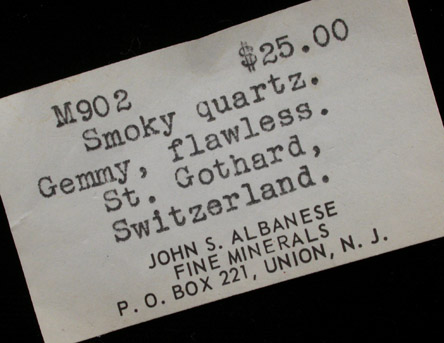 M902 $25.00
Smoky quartz.
Gemmy, flawless.
St. Gothard,
Switzerland.
JOHN S. ALBANESE
FINE MINERALS
P. O. BOX 221, UNION, N. J.